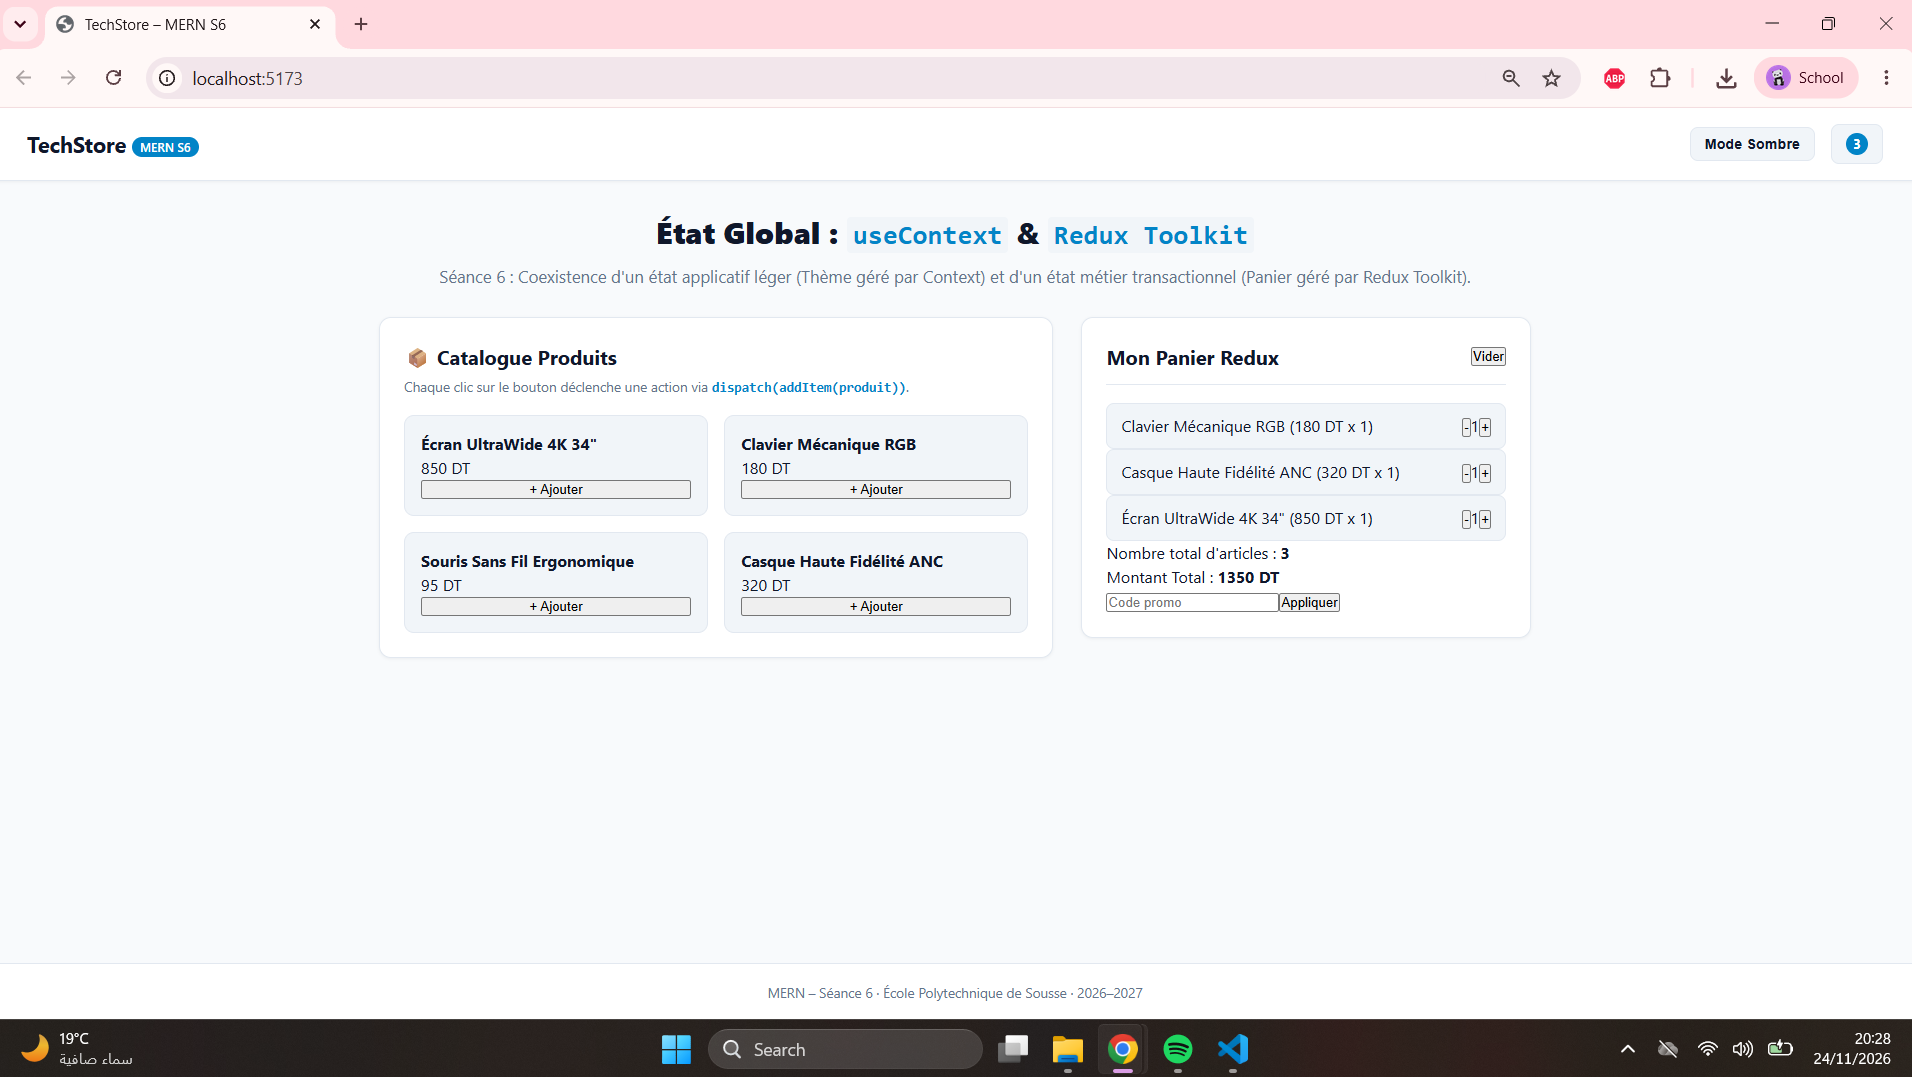 TechStore – MERN S6
localhost:5173
ABP
School
TechStore MERN S6
Mode Sombre
3
État Global : useContext & Redux Toolkit
Séance 6 : Coexistence d'un état applicatif léger (Thème géré par Context) et d'un état métier transactionnel (Panier géré par Redux Toolkit).
Catalogue Produits
Chaque clic sur le bouton déclenche une action via dispatch(addItem(produit)).
Écran UltraWide 4K 34"
850 DT
+ Ajouter
Clavier Mécanique RGB
180 DT
+ Ajouter
Souris Sans Fil Ergonomique
95 DT
+ Ajouter
Casque Haute Fidélité ANC
320 DT
+ Ajouter
Mon Panier Redux
Vider
Clavier Mécanique RGB (180 DT x 1)
-1+
Casque Haute Fidélité ANC (320 DT x 1)
-1+
Écran UltraWide 4K 34" (850 DT x 1)
-1+
Nombre total d'articles : 3
Montant Total : 1350 DT
Code promo
Appliquer
MERN – Séance 6 · École Polytechnique de Sousse · 2026–2027
19°C
سماء صافية
Search
20:28
24/11/2026